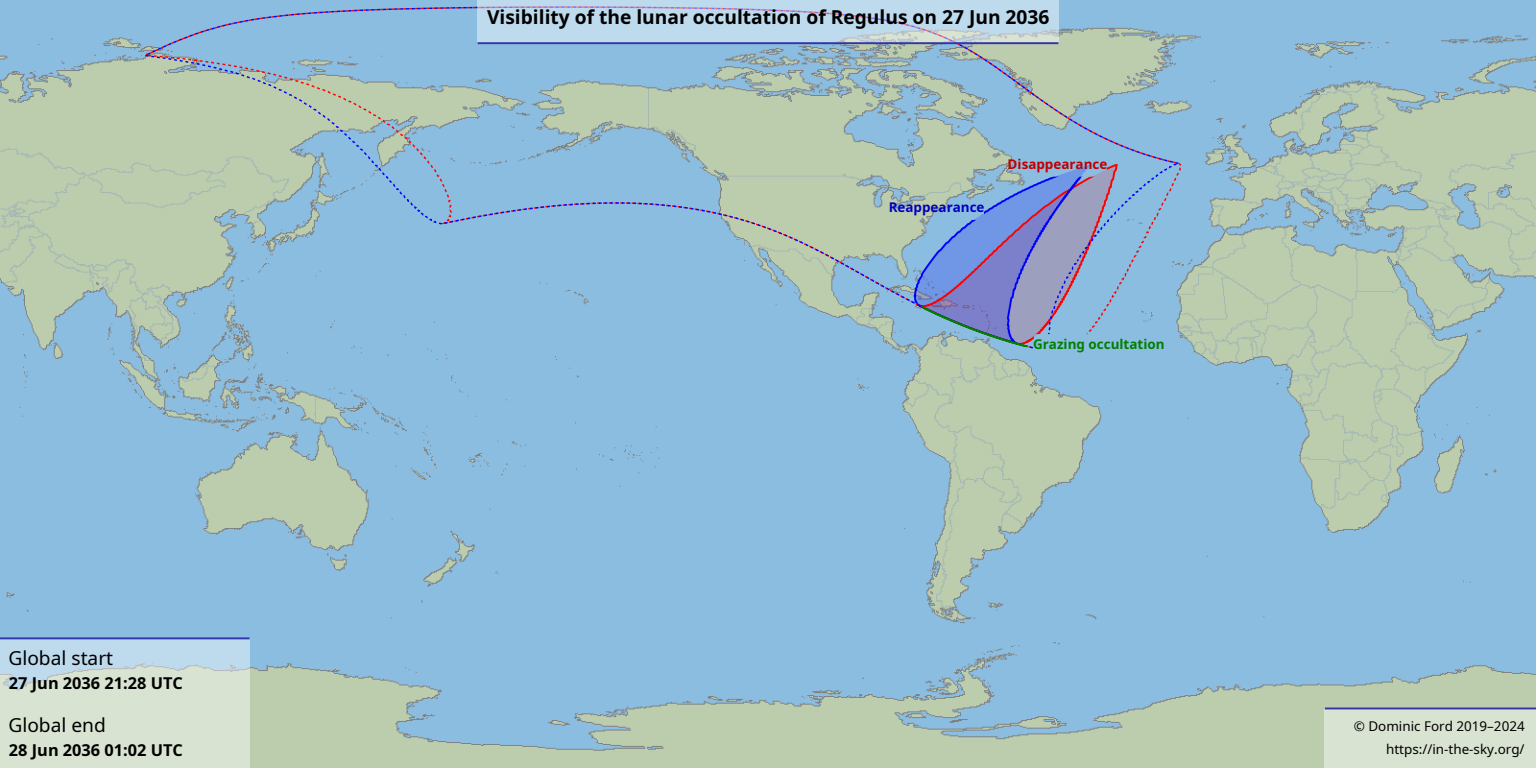 Visibility of the lunar occultation of Regulus on 27 Jun 2036
Disappearance
Reappearance
Grazing occultation
Global start
27 Jun 2036 21:28 UTC
Global end
28 Jun 2036 01:02 UTC
© Dominic Ford 2019–2024
https://in-the-sky.org/